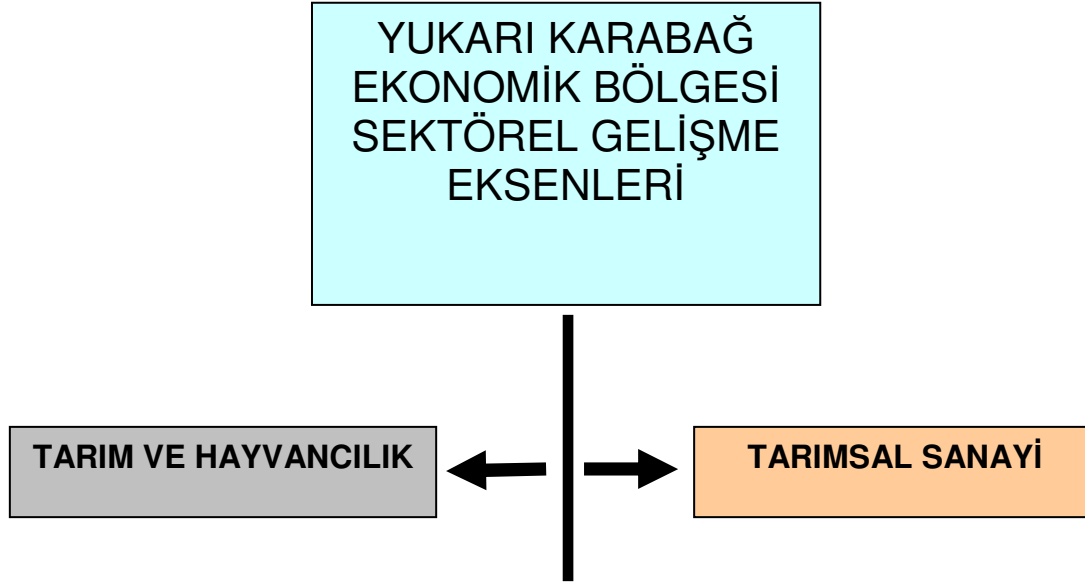 YUKARI KARABAĞ
EKONOMİK BÖLGESİ
SEKTÖREL GELİŞME
EKSENLERİ
TARIM VE HAYVANCILIK
TARIMSAL SANAYİ